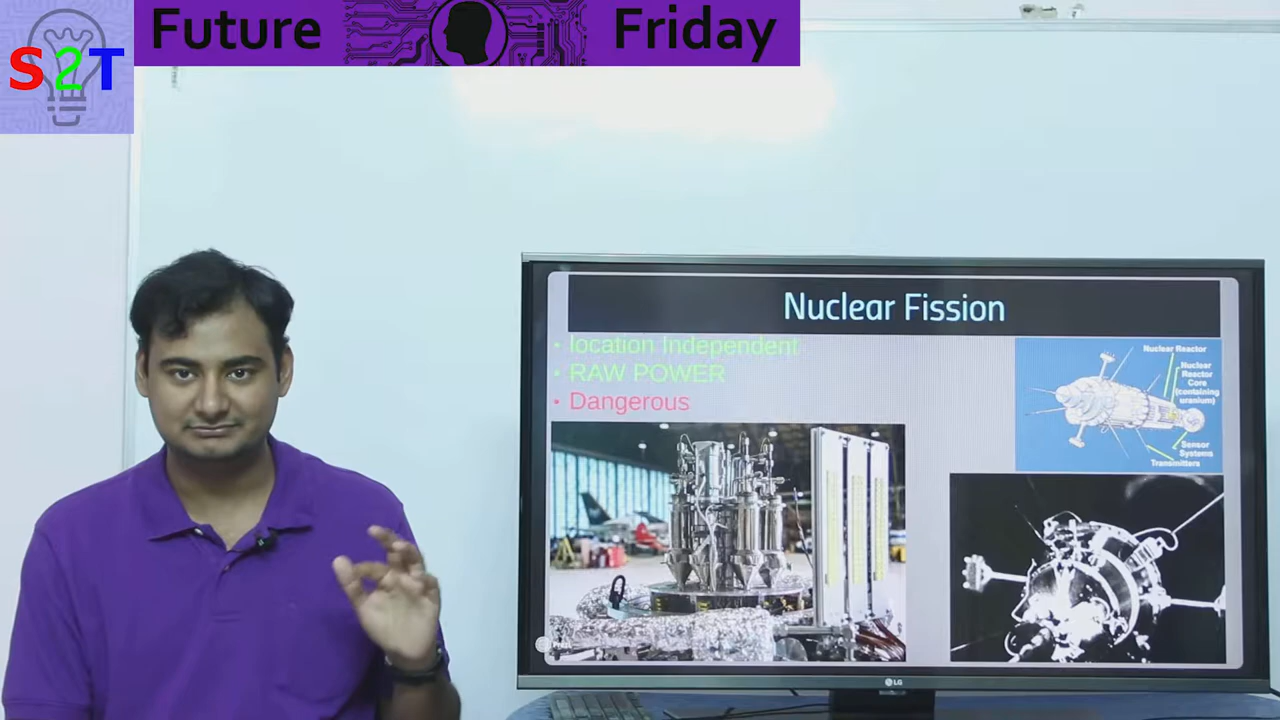 Future Friday
S2T
Nuclear Fission
• location Independent
• RAW POWER
• Dangerous
Nuclear Reactor
Nuclear
Reactor
Core
(containing
uranium)
Sensor
Systems
Transmitters
LG